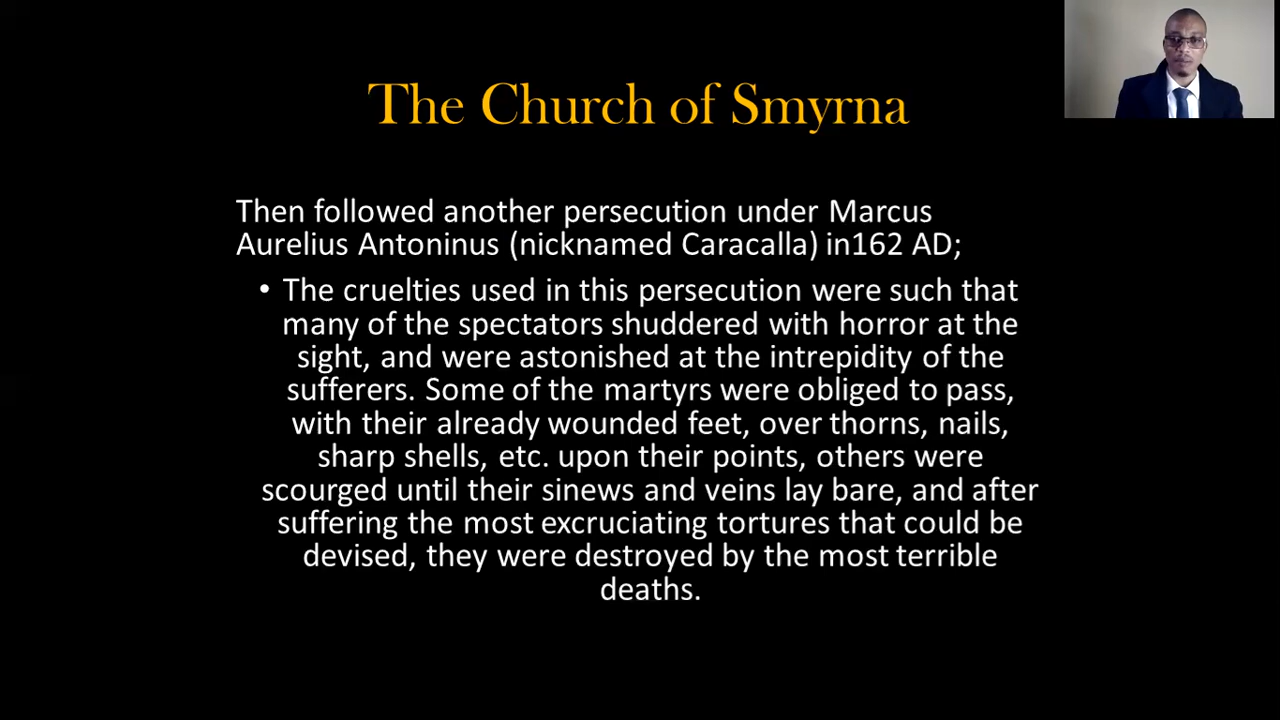 The Church of Smyrna
Then followed another persecution under Marcus
Aurelius Antoninus (nicknamed Caracalla) in162 AD;
• The cruelties used in this persecution were such that
many of the spectators shuddered with horror at the
sight, and were astonished at the intrepidity of the
sufferers. Some of the martyrs were obliged to pass,
with their already wounded feet, over thorns, nails,
sharp shells, etc. upon their points, others were
scourged until their sinews and veins lay bare, and after
suffering the most excruciating tortures that could be
devised, they were destroyed by the most terrible
deaths.